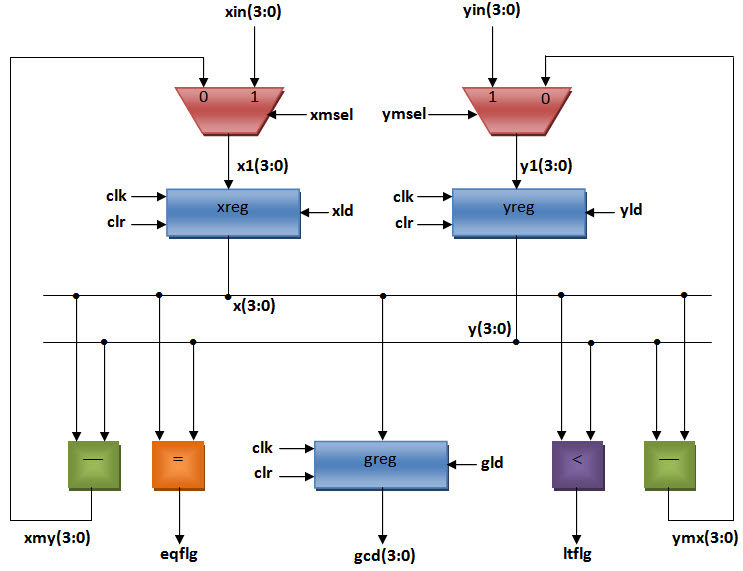 xin(3:0) yin(3:0)
0 1 1 0
xmsel ymsel
x1(3:0) y1(3:0)
clk xreg clk yreg
clr xld clr yld
x(3:0)
y(3:0)
— = clk greg < —
clr gld
xmy(3:0) eqflg gcd(3:0) ltflg ymx(3:0)